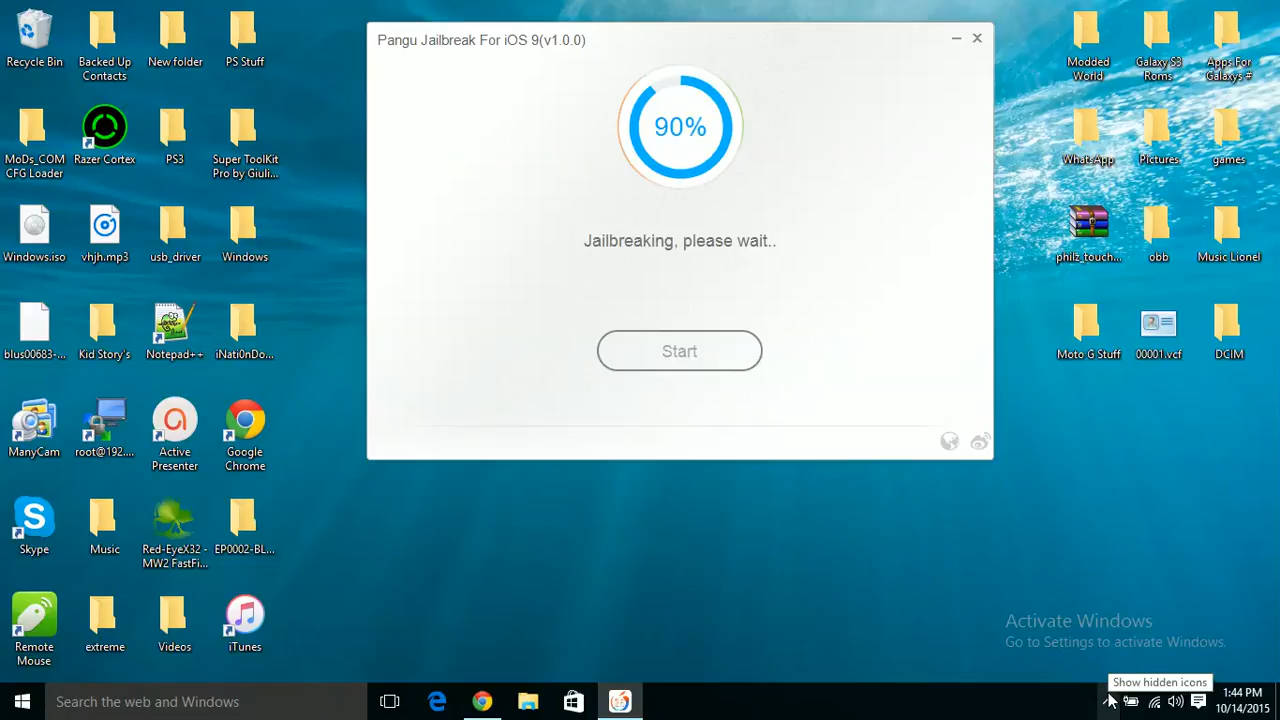 Recycle Bin
Backed Up
Contacts
New folder
PS Stuff
MoDs_COM
CFG Loader
Razer Cortex
PS3
Super ToolKit
Pro by Giuli...
Windows.iso
vhjh.mp3
usb_driver
Windows
blus00683-...
Kid Story's
Notepad++
iNati0nDo...
ManyCam
root@192....
Active
Presenter
Google
Chrome
Skype
Music
Red-EyeX32 -
MW2 FastFi...
EP0002-BL...
Remote
Mouse
extreme
Videos
iTunes
Pangu Jailbreak For iOS 9(v1.0.0)
90%
Jailbreaking, please wait..
Start
Modded
World
Galaxy S3
Roms
Apps For
Galaxys #
WhatsApp
Pictures
games
philz_touch...
obb
Music Lionel
Moto G Stuff
00001.vcf
DCIM
Activate Windows
Go to Settings to activate Windows.
Show hidden icons
Search the web and Windows
1:44 PM
10/14/2015